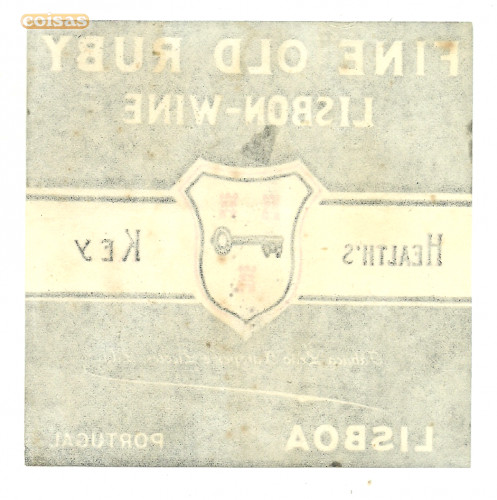 coisas
FINE OLD RUBY
LISBON-WINE
HEALTH'S KEY
LISBOA PORTUGAL